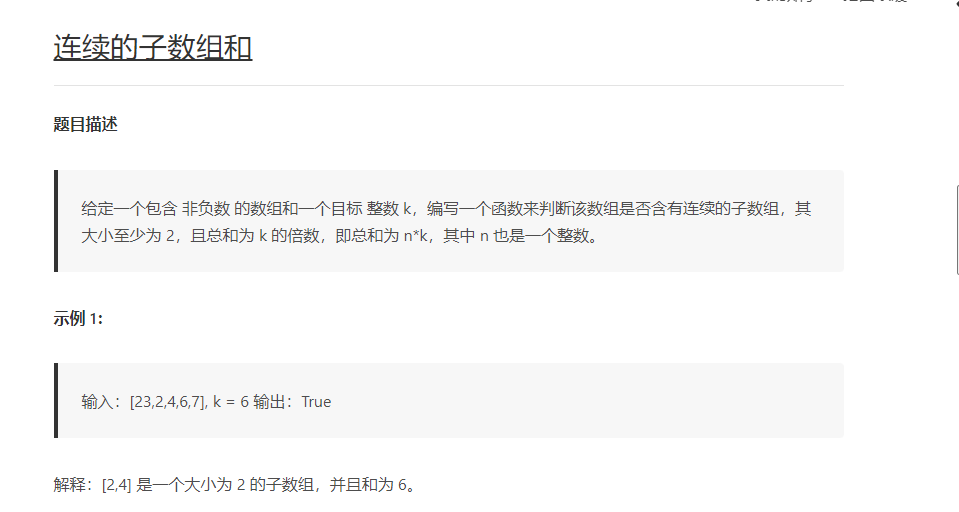 连续的子数组和
题目描述
给定一个包含 非负数 的数组和一个目标 整数 k，编写一个函数来判断该数组是否含有连续的子数组，其
大小至少为 2，且总和为 k 的倍数，即总和为 n*k，其中 n 也是一个整数。
示例 1:
输入：[23,2,4,6,7], k = 6 输出：True
解释：[2,4] 是一个大小为 2 的子数组，并且和为 6。